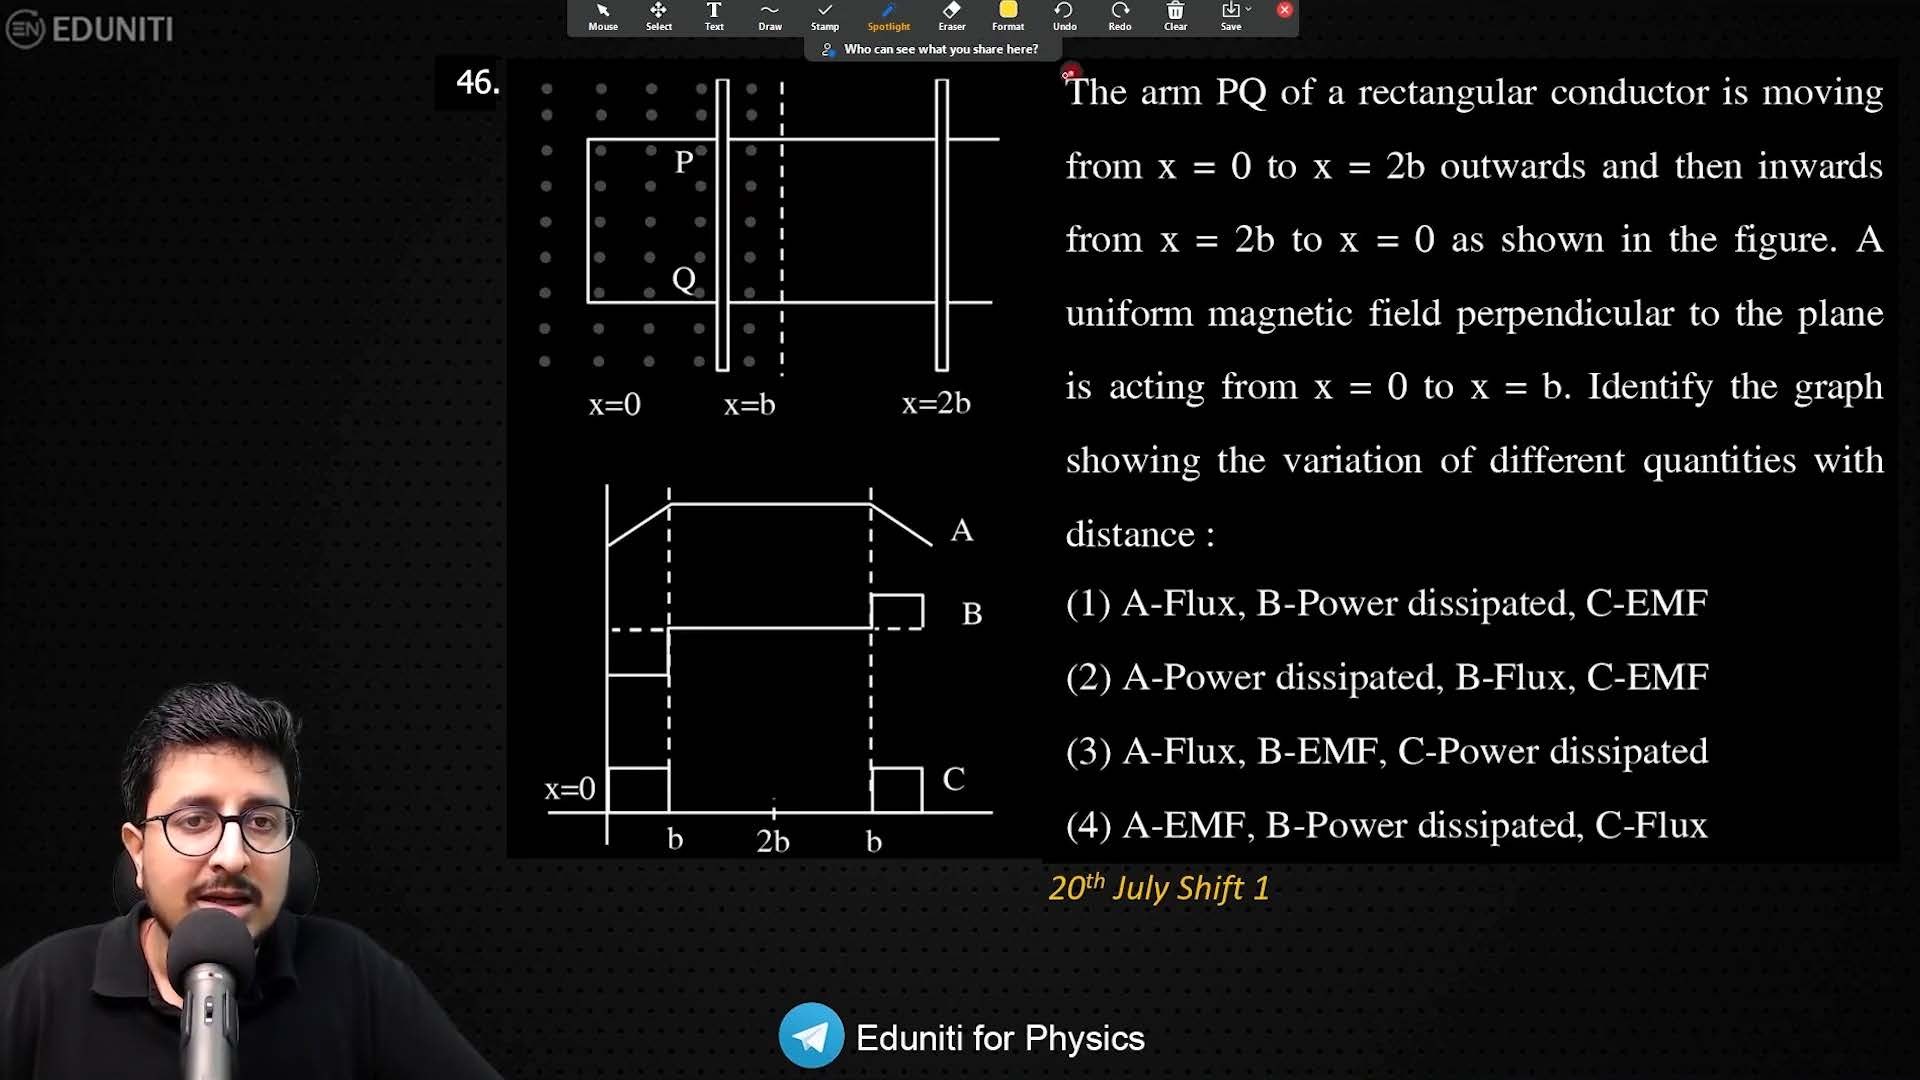 EN EDUNITI
Mouse Select Text Draw Stamp Spotlight Eraser Format Undo Redo Clear Save
Who can see what you share here?
46.
P
Q
x=0 x=b x=2b
A
B
C
x=0
b 2b b
The arm PQ of a rectangular conductor is moving
from x = 0 to x = 2b outwards and then inwards
from x = 2b to x = 0 as shown in the figure. A
uniform magnetic field perpendicular to the plane
is acting from x = 0 to x = b. Identify the graph
showing the variation of different quantities with
distance :
(1) A-Flux, B-Power dissipated, C-EMF
(2) A-Power dissipated, B-Flux, C-EMF
(3) A-Flux, B-EMF, C-Power dissipated
(4) A-EMF, B-Power dissipated, C-Flux
20th July Shift 1
Eduniti for Physics